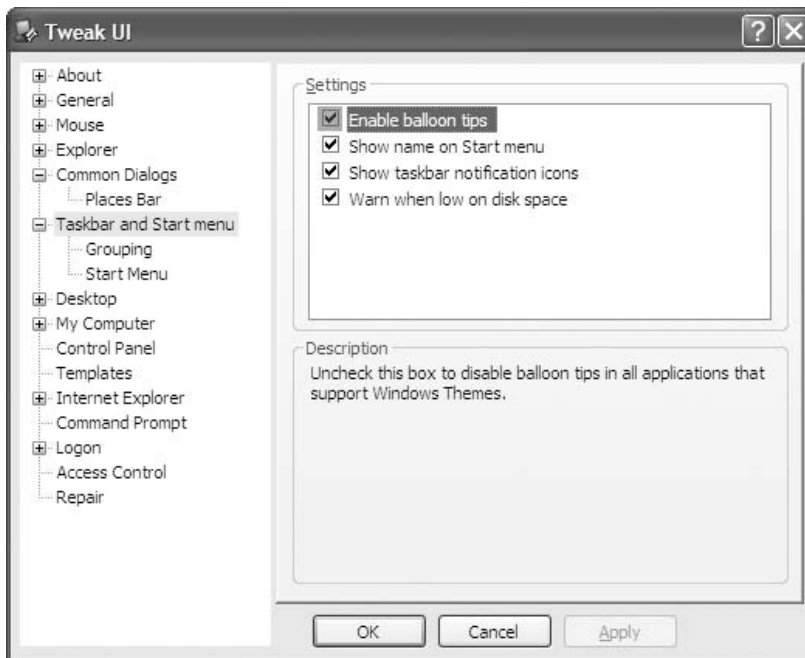 Tweak UI
About
General
Mouse
Explorer
Common Dialogs
Places Bar
Taskbar and Start menu
Grouping
Start Menu
Desktop
My Computer
Control Panel
Templates
Internet Explorer
Command Prompt
Logon
Access Control
Repair
Settings
Enable balloon tips
Show name on Start menu
Show taskbar notification icons
Warn when low on disk space
Description
Uncheck this box to disable balloon tips in all applications that
support Windows Themes.
OK
Cancel
Apply